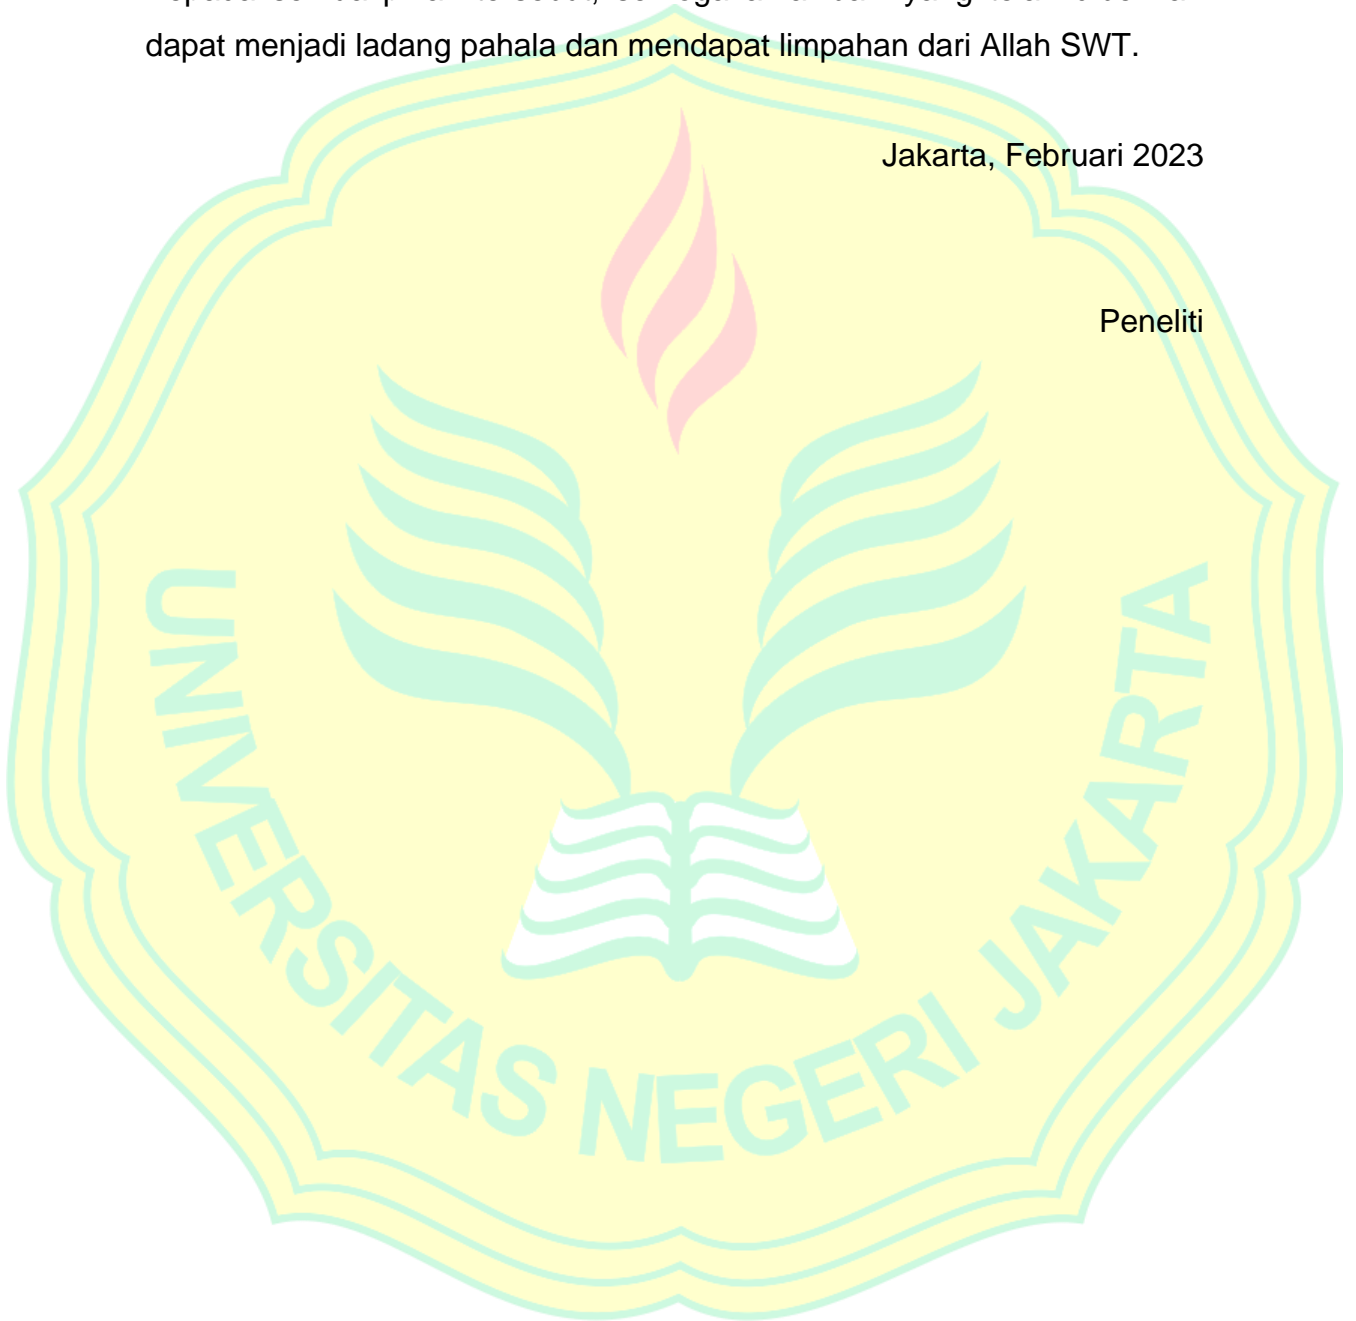 dapat menjadi ladang pahala dan mendapat limpahan dari Allah SWT.
Jakarta, Februari 2023
Peneliti
UNIVERSITAS NEGERI JAKARTA